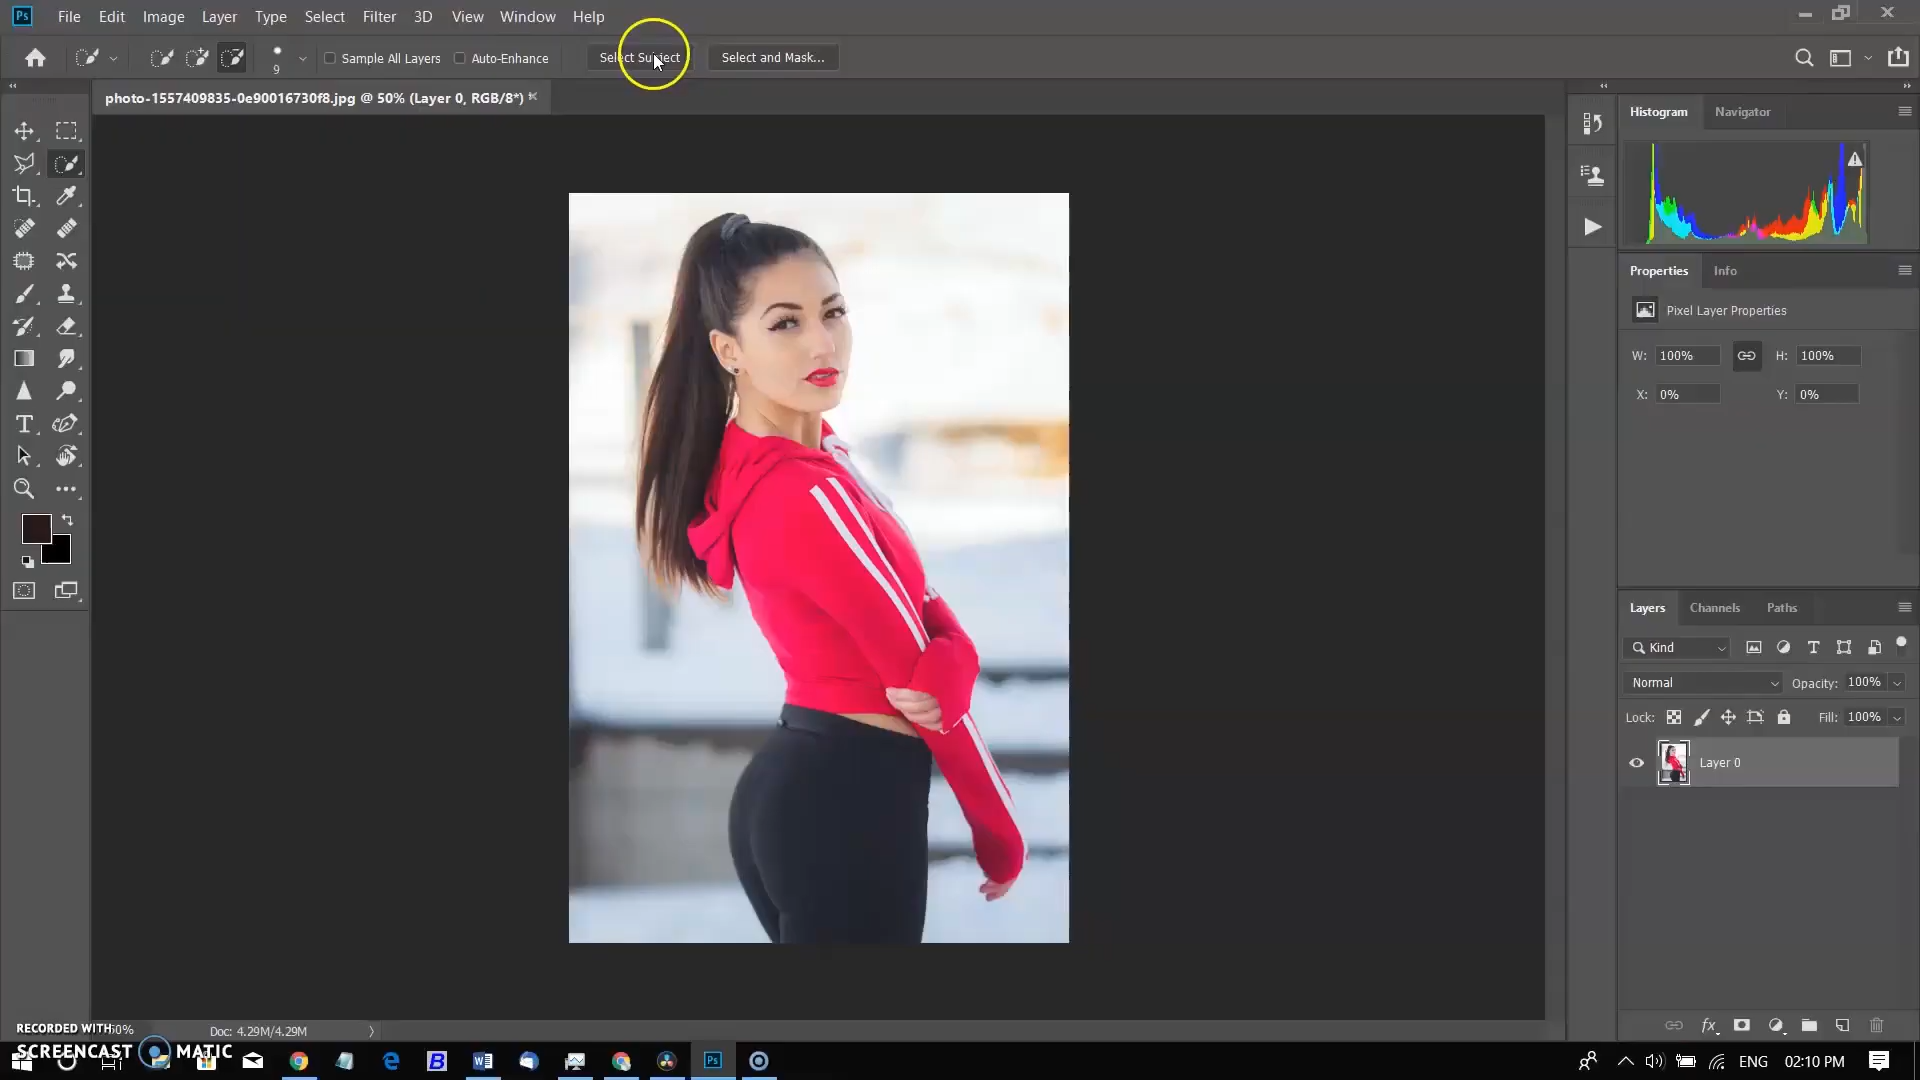 Ps File Edit Image Layer Type Select Filter 3D View Window Help
9 Sample All Layers Auto-Enhance Select Subject Select and Mask...
photo-1557409835-0e90016730f8.jpg @ 50% (Layer 0, RGB/8*)
Histogram Navigator
Properties Info
Pixel Layer Properties
W: 100% H: 100%
X: 0% Y: 0%
Layers Channels Paths
Kind
Normal Opacity: 100%
Lock: Fill: 100%
Layer 0
Doc: 4.29M/4.29M
RECORDED WITH
SCREENCAST MATIC
ENG 02:10 PM